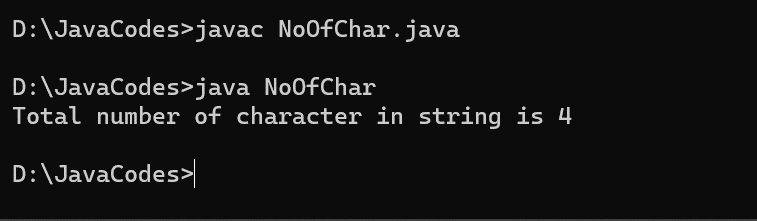 D:\JavaCodes>javac NoOfChar.java
D:\JavaCodes>java NoOfChar
Total number of character in string is 4
D:\JavaCodes>